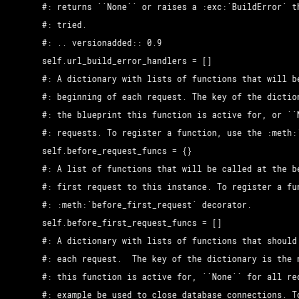 #: returns ``None`` or raises a :exc:`BuildError`
#: tried.
#: .. versionadded:: 0.9
self.url_build_error_handlers = []
#: A dictionary with lists of functions that will be
#: beginning of each request. The key of the
#: the blueprint this function is active for, or
#: requests. To register a function, use the :meth:
self.before_request_funcs = {}
#: A list of functions that will be called at the
#: first request to this instance. To register a
#: :meth:`before_first_request` decorator.
self.before_first_request_funcs = []
#: A dictionary with lists of functions that should
#: each request.  The key of the dictionary is the
#: this function is active for, ``None`` for all
#: example be used to close database connections.